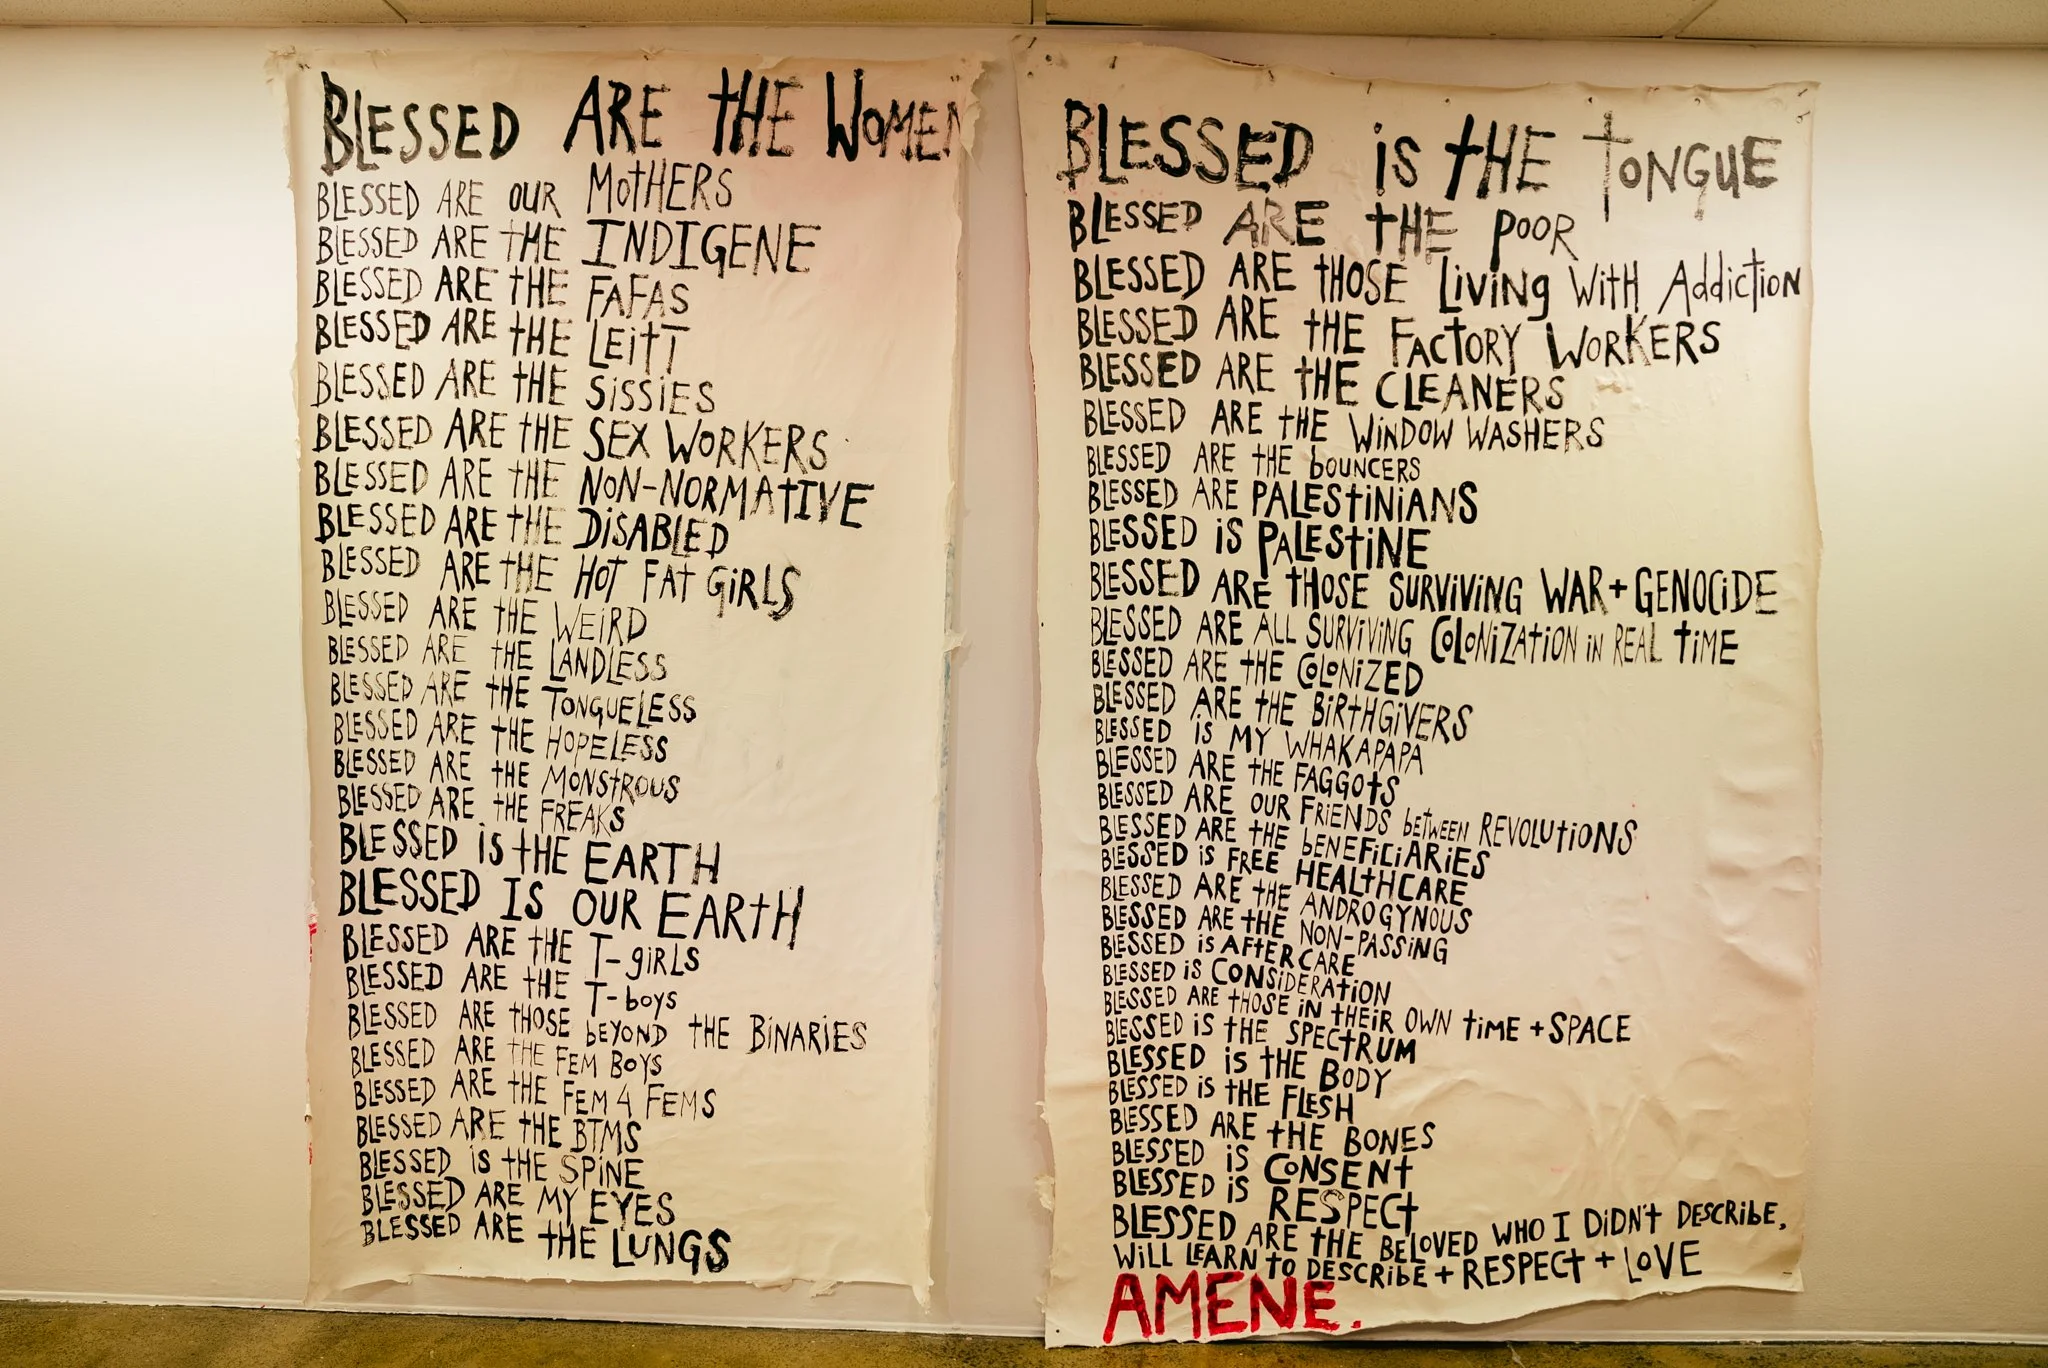 BLESSED ARE THE WOMEN
BLESSED ARE OUR MOTHERS
BLESSED ARE THE INDIGENE
BLESSED ARE THE FAFAS
BLESSED ARE THE LEITT
BLESSED ARE THE SISSIES
BLESSED ARE THE SEX WORKERS
BLESSED ARE THE NON-NORMATIVE
BLESSED ARE THE DISABLED
BLESSED ARE THE HOT FAT GIRLS
BLESSED ARE THE WEIRD
BLESSED ARE THE LANDLESS
BLESSED ARE THE TONGUELESS
BLESSED ARE THE HOPELESS
BLESSED ARE THE MONSTROUS
BLESSED ARE THE FREAKS
BLESSED IS THE EARTH
BLESSED IS OUR EARTH
BLESSED ARE THE T-GIRLS
BLESSED ARE THE T-BOYS
BLESSED ARE THOSE BEYOND THE BINARIES
BLESSED ARE THE FEM BOYS
BLESSED ARE THE FEM 4 FEMS
BLESSED ARE THE BTMS
BLESSED IS THE SPINE
BLESSED ARE MY EYES
BLESSED ARE THE LUNGS
BLESSED IS THE TONGUE
BLESSED ARE THE POOR
BLESSED ARE THOSE LIVING WITH ADDICTION
BLESSED ARE THE FACTORY WORKERS
BLESSED ARE THE CLEANERS
BLESSED ARE THE WINDOW WASHERS
BLESSED ARE THE BOUNCERS
BLESSED ARE PALESTINIANS
BLESSED IS PALESTINE
BLESSED ARE THOSE SURVIVING WAR + GENOCIDE
BLESSED ARE ALL SURVIVING COLONIZATION IN REAL TIME
BLESSED ARE THE COLONIZED
BLESSED ARE THE BIRTHGIVERS
BLESSED IS MY WHAKAPAPA
BLESSED ARE THE FAGGOTS
BLESSED ARE OUR FRIENDS BETWEEN REVOLUTIONS
BLESSED ARE THE BENEFICIARIES
BLESSED IS FREE HEALTHCARE
BLESSED ARE THE ANDROGYNOUS
BLESSED ARE THE NON-PASSING
BLESSED IS AFTERCARE
BLESSED IS CONSIDERATION
BLESSED ARE THOSE IN THEIR OWN TIME + SPACE
BLESSED IS THE SPECTRUM
BLESSED IS THE BODY
BLESSED IS THE FLESH
BLESSED ARE THE BONES
BLESSED IS CONSENT
BLESSED IS RESPECT
BLESSED ARE THE BELOVED WHO I DIDN'T DESCRIBE,
WILL LEARN TO DESCRIBE + RESPECT + LOVE
AMENE.